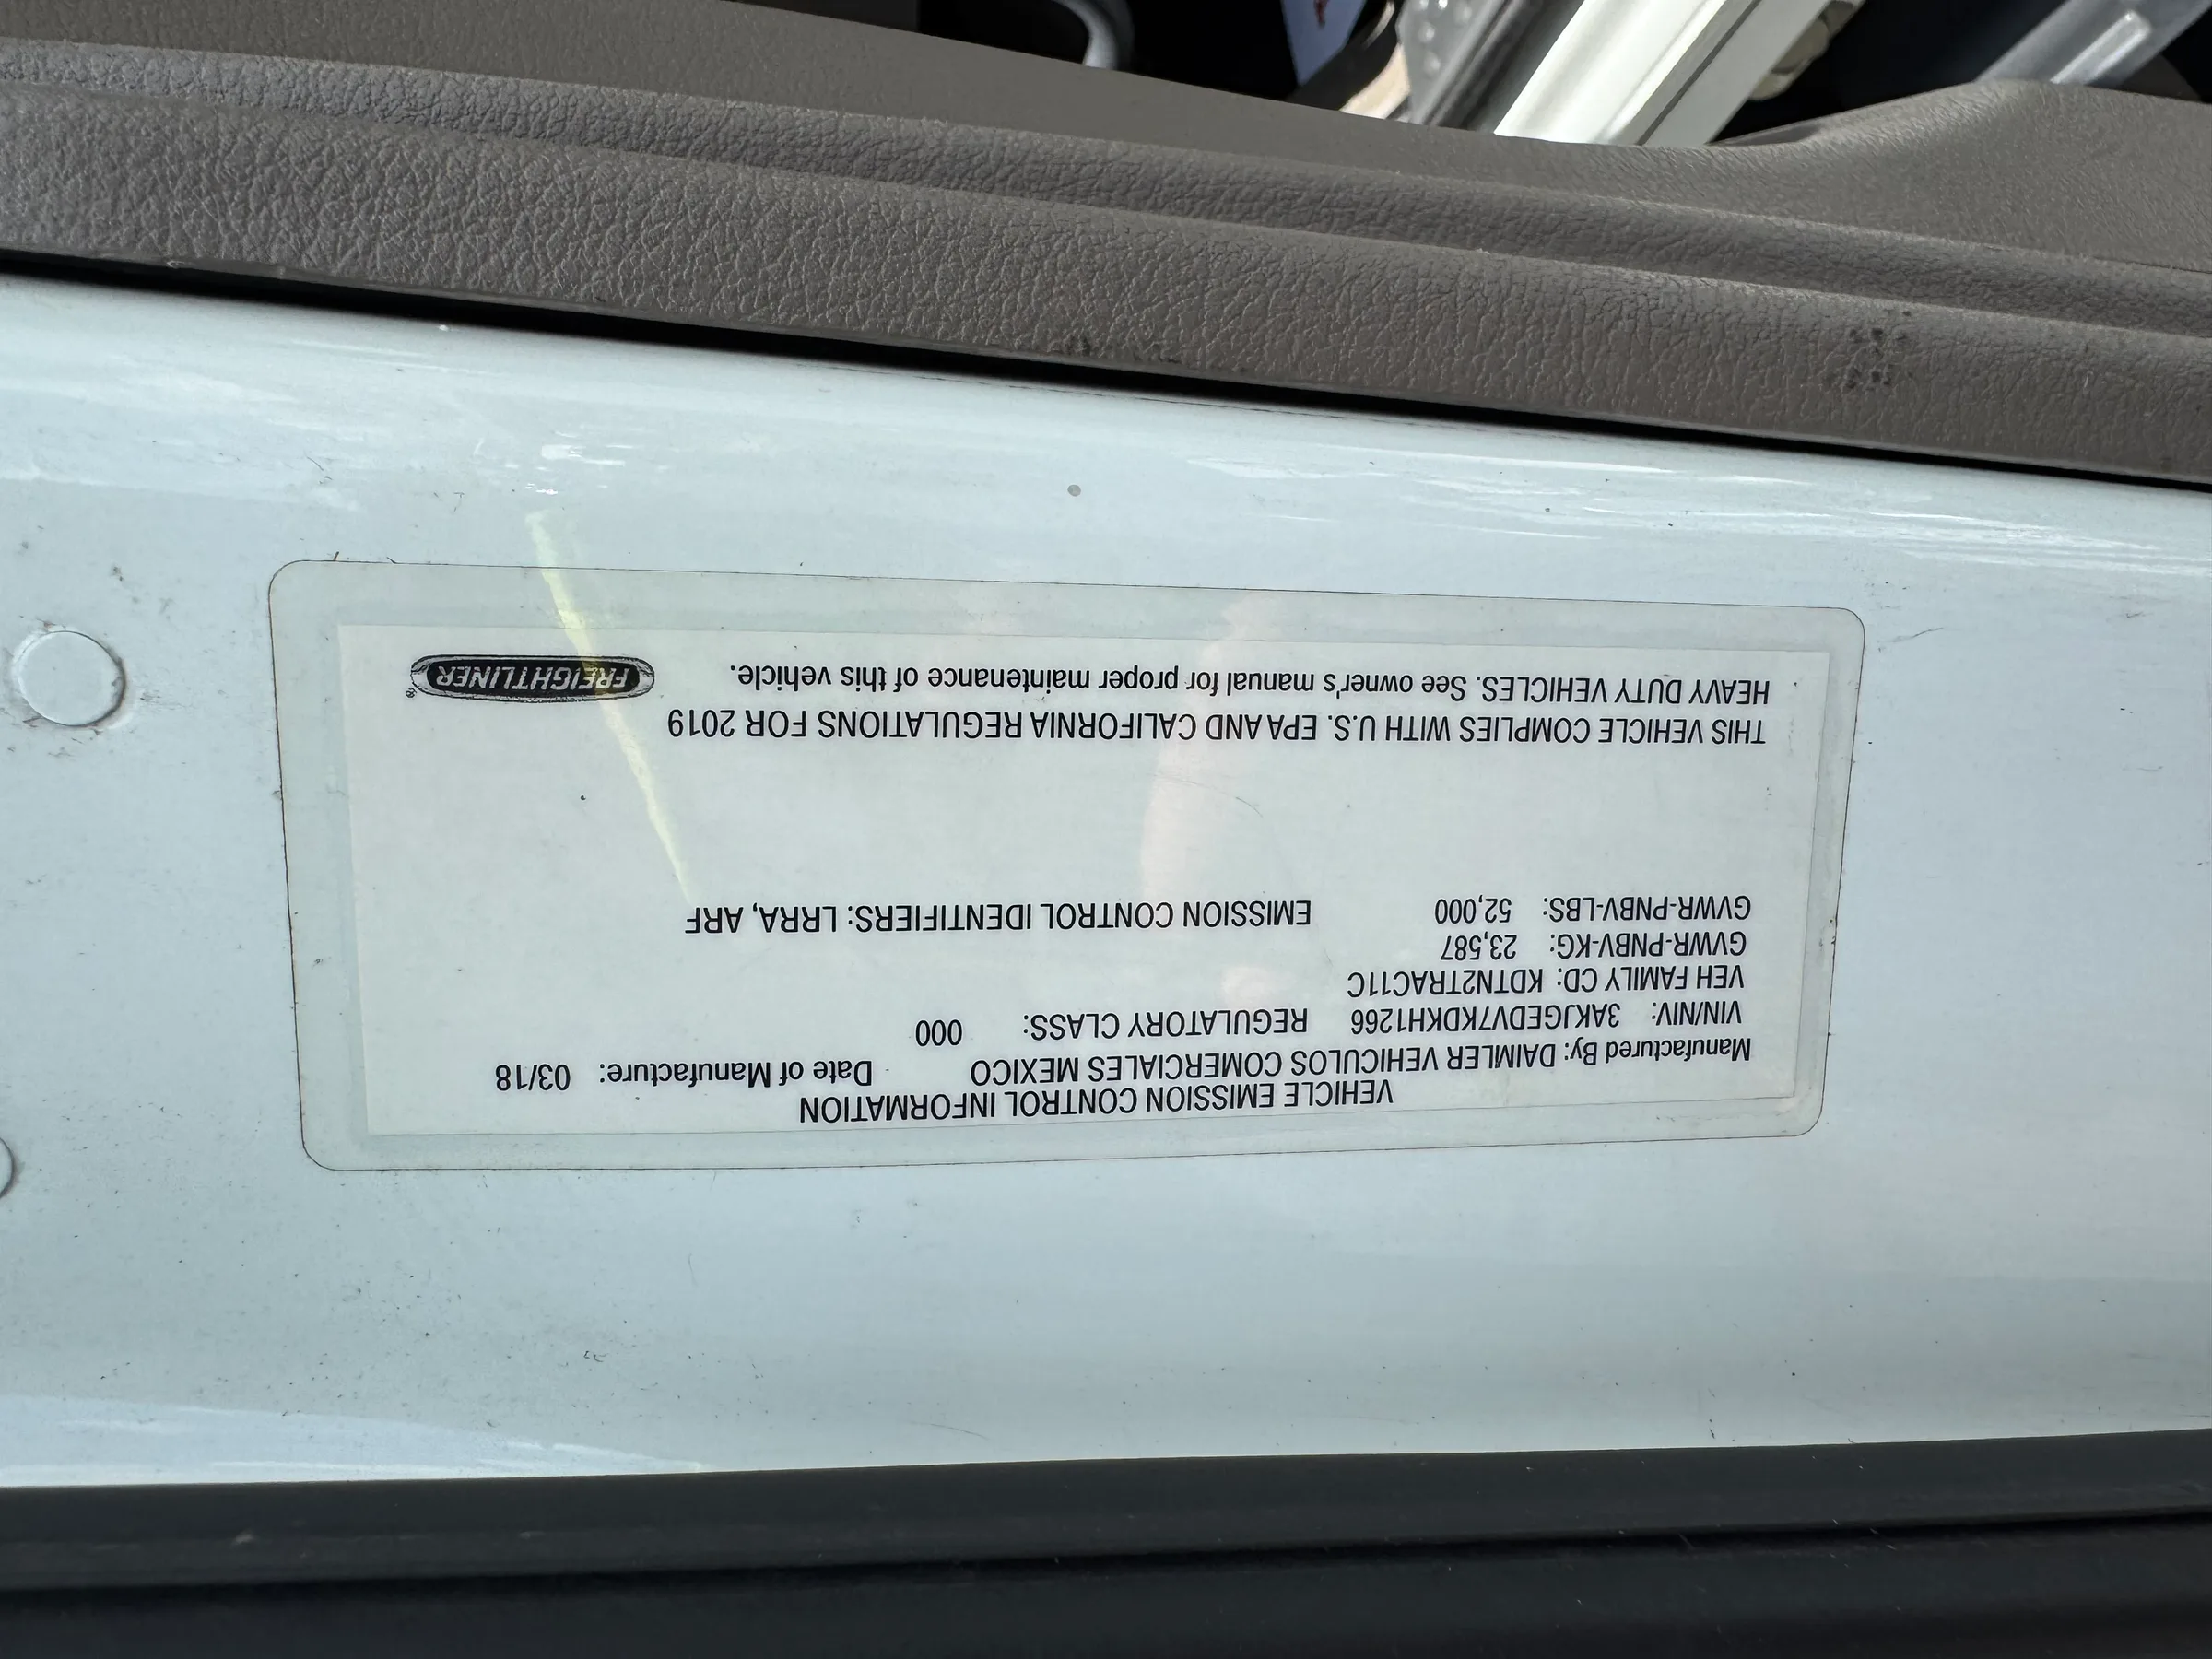 VEHICLE EMISSION CONTROL INFORMATION
Manufactured By: DAIMLER VEHICULOS COMERCIALES MEXICO Date of Manufacture: 03/18
VIN/NIV: 3AKJGEDV7KDKH1266 REGULATORY CLASS: 000
VEH FAMILY CD: KDTN2TRAC11C
GVWR-PNBV-KG: 23,587
GVWR-PNBV-LBS: 52,000 EMISSION CONTROL IDENTIFIERS: LRRA, ARF
THIS VEHICLE COMPLIES WITH U.S. EPA AND CALIFORNIA REGULATIONS FOR 2019
HEAVY DUTY VEHICLES. See owner's manual for proper maintenance of this vehicle.
FREIGHTLINER®